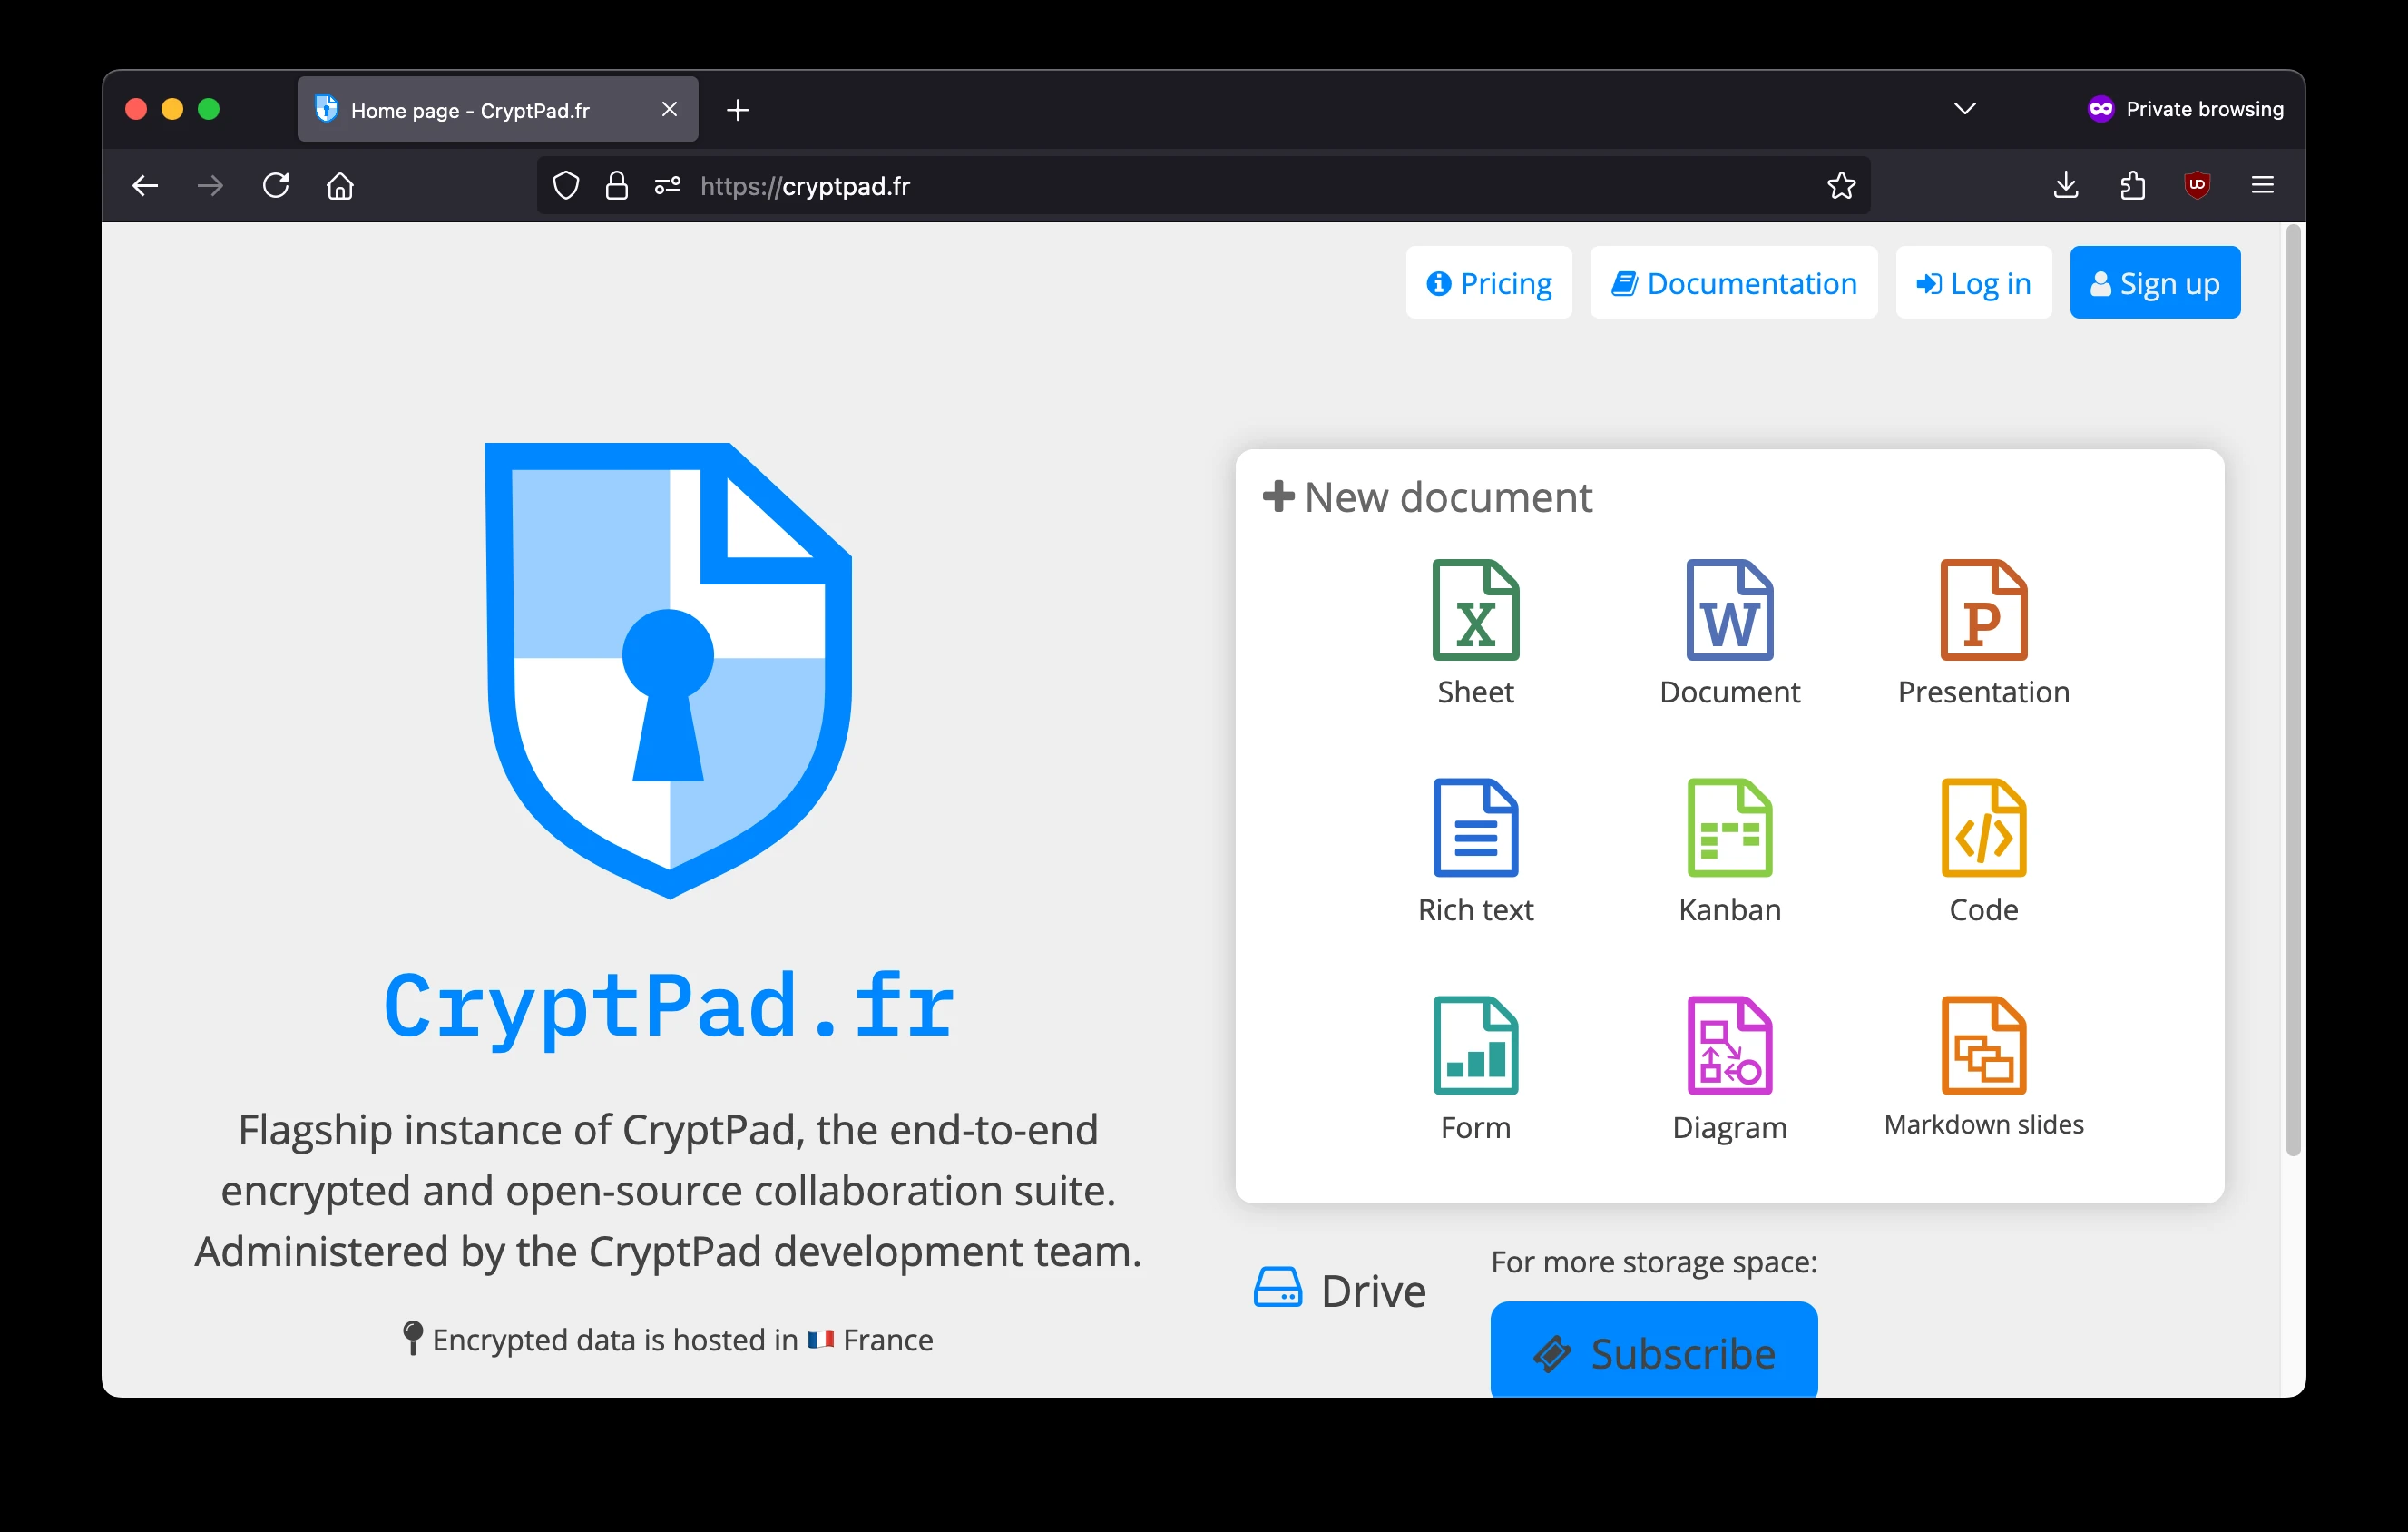 Home page - CryptPad.fr
Private browsing
https://cryptpad.fr
Pricing
Documentation
Log in
Sign up
New document
X
W
P
Sheet
Document
Presentation
Rich text
Kanban
Code
Form
Diagram
Markdown slides
CryptPad.fr
Flagship instance of CryptPad, the end-to-end
encrypted and open-source collaboration suite.
Administered by the CryptPad development team.
Encrypted data is hosted in 🇫🇷 France
Drive
For more storage space:
Subscribe